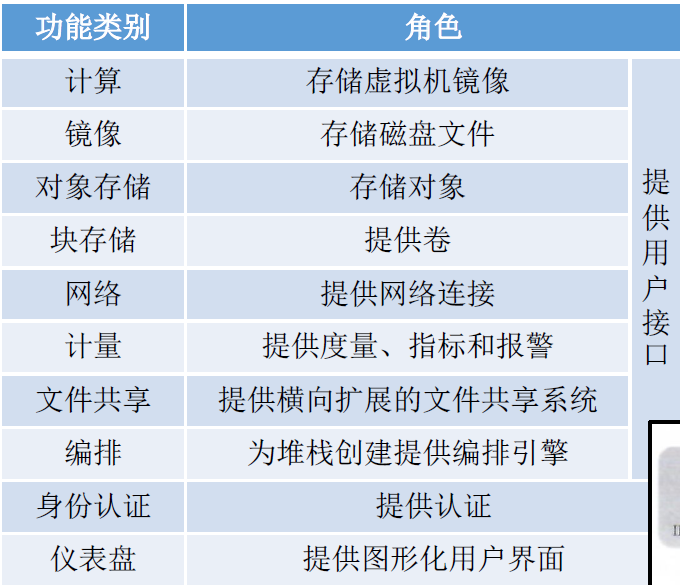 功能类别 角色
计算 存储虚拟机镜像
镜像 存储磁盘文件
对象存储 存储对象
块存储 提供卷
网络 提供网络连接
计量 提供度量、指标和报警
文件共享 提供横向扩展的文件共享系统
编排 为堆栈创建提供编排引擎
提供用户接口
身份认证 提供认证
仪表盘 提供图形化用户界面